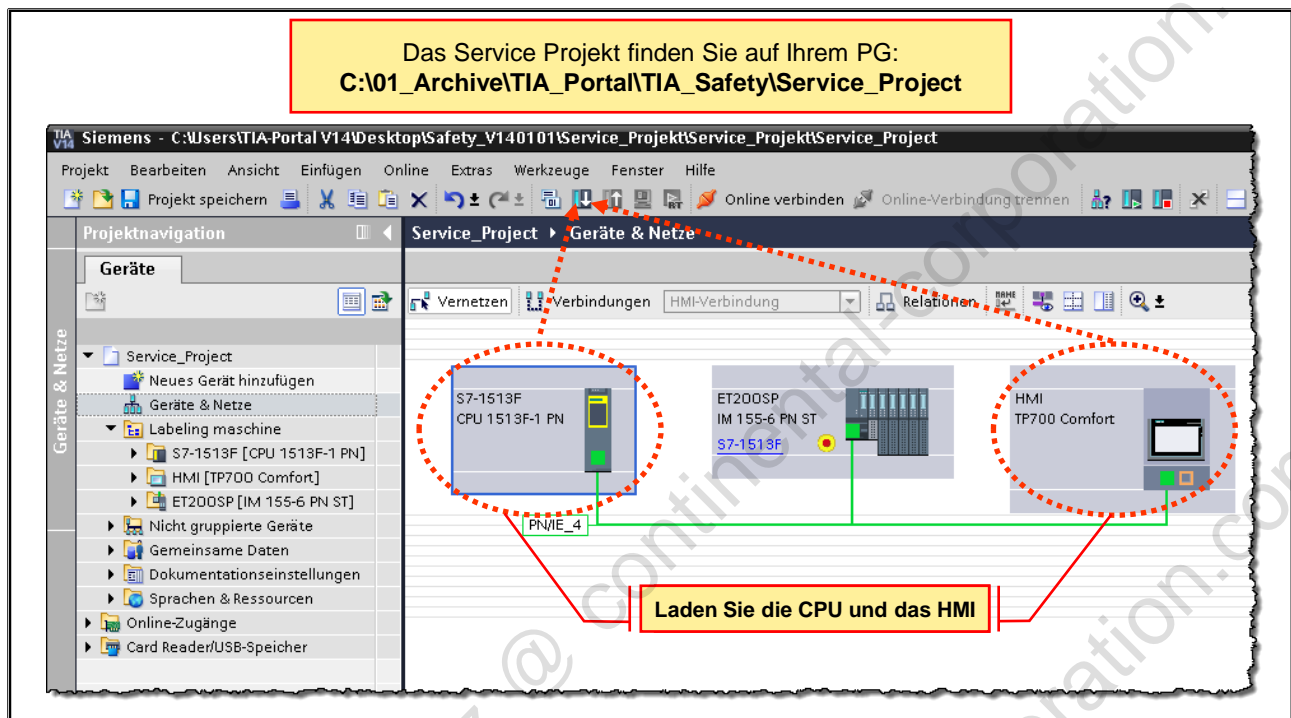 Das Service Projekt finden Sie auf Ihrem PG:
C:\01_Archive\TIA_Portal\TIA_Safety\Service_Project
TIA V14
Siemens - C:\Users\TIA-Portal V14\Desktop\Safety_V140101\Service_Projekt\Service_Projekt\Service_Project
Projekt Bearbeiten Ansicht Einfügen Online Extras Werkzeuge Fenster Hilfe
Projekt speichern Online verbinden Online-Verbindung trennen
Projektnavigation
Service_Project Geräte & Netze
Geräte
Vernetzen Verbindungen HMI-Verbindung Relationen
Geräte & Netze
Service_Project
Neues Gerät hinzufügen
Geräte & Netze
Labeling maschine
S7-1513F [CPU 1513F-1 PN]
HMI [TP700 Comfort]
ET200SP [IM 155-6 PN ST]
Nicht gruppierte Geräte
Gemeinsame Daten
Dokumentationseinstellungen
Sprachen & Ressourcen
Online-Zugänge
Card Reader/USB-Speicher
S7-1513F
CPU 1513F-1 PN
ET200SP
IM 155-6 PN ST
S7-1513F
HMI
TP700 Comfort
PN/IE_4
Laden Sie die CPU und das HMI
@ continental-corporation.